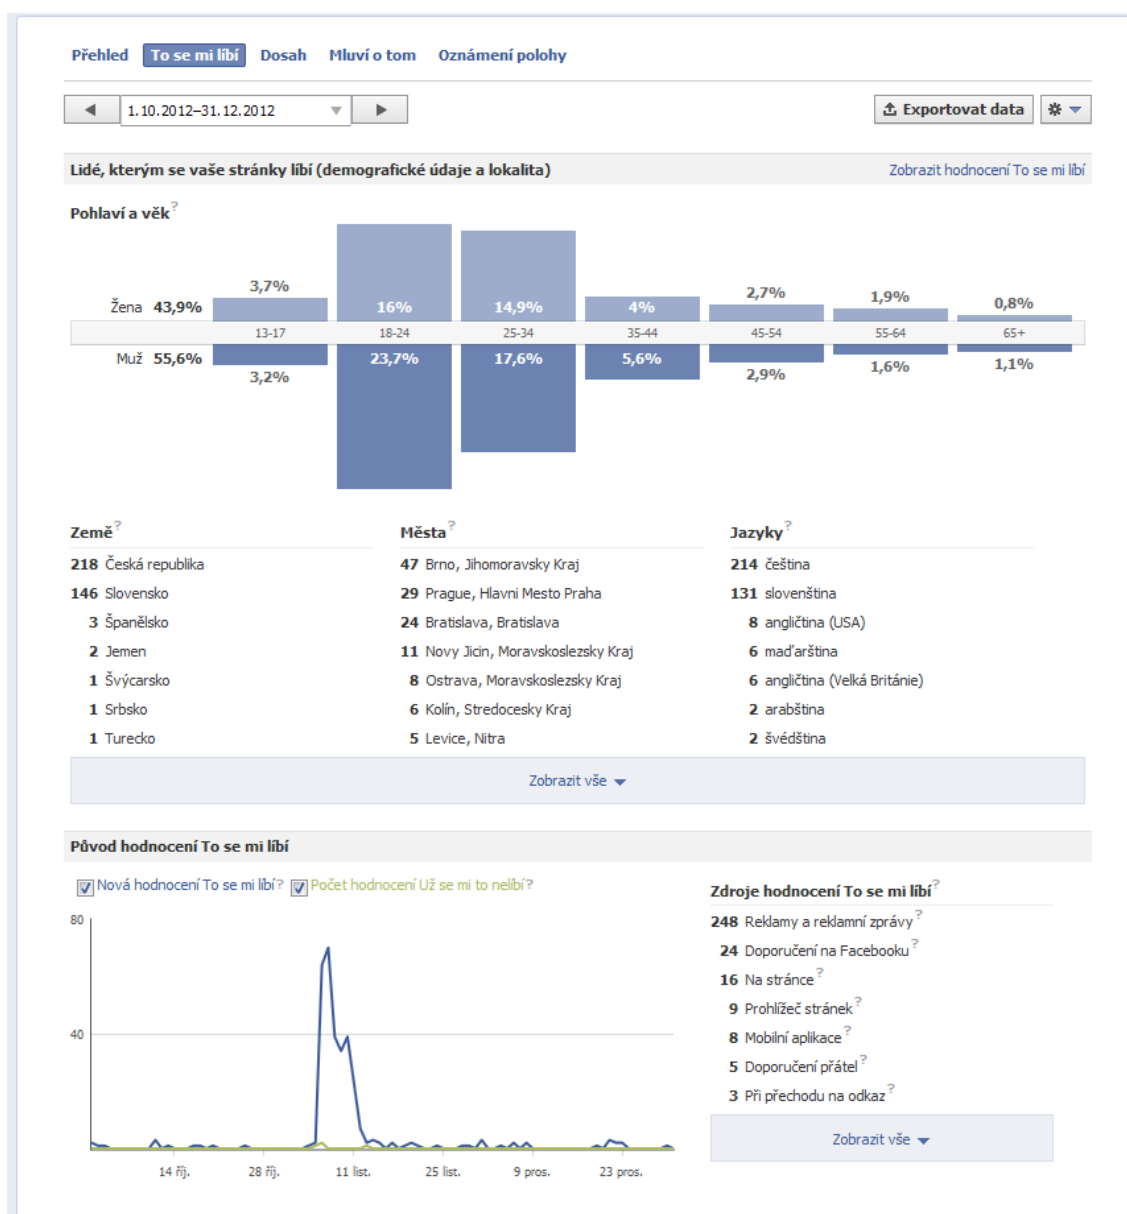 Přehled To se mi líbí Dosah Mluví o tom Oznámení polohy
1.10.2012–31.12.2012 Exportovat data
Lidé, kterým se vaše stránky líbí (demografické údaje a lokalita) Zobrazit hodnocení To se mi líbí
Pohlaví a věk?
3,7% 16% 14,9% 4% 2,7% 1,9% 0,8%
Žena 43,9%
13-17 18-24 25-34 35-44 45-54 55-64 65+
Muž 55,6%
3,2% 23,7% 17,6% 5,6% 2,9% 1,6% 1,1%
Země? Města? Jazyky?
218 Česká republika 47 Brno, Jihomoravsky Kraj 214 čeština
146 Slovensko 29 Prague, Hlavni Mesto Praha 131 slovenština
3 Španělsko 24 Bratislava, Bratislava 8 angličtina (USA)
2 Jemen 11 Novy Jicin, Moravskoslezsky Kraj 6 maďarština
1 Švýcarsko 8 Ostrava, Moravskoslezsky Kraj 6 angličtina (Velká Británie)
1 Srbsko 6 Kolín, Stredocesky Kraj 2 arabština
1 Turecko 5 Levice, Nitra 2 švédština
Zobrazit vše
Původ hodnocení To se mi líbí
Nová hodnocení To se mi líbí? Počet hodnocení Už se mi to nelíbí?
80
40
14 říj. 28 říj. 11 list. 25 list. 9 pros. 23 pros.
Zdroje hodnocení To se mi líbí?
248 Reklamy a reklamní zprávy?
24 Doporučení na Facebooku?
16 Na stránce?
9 Prohlížeč stránek?
8 Mobilní aplikace?
5 Doporučení přátel?
3 Při přechodu na odkaz?
Zobrazit vše